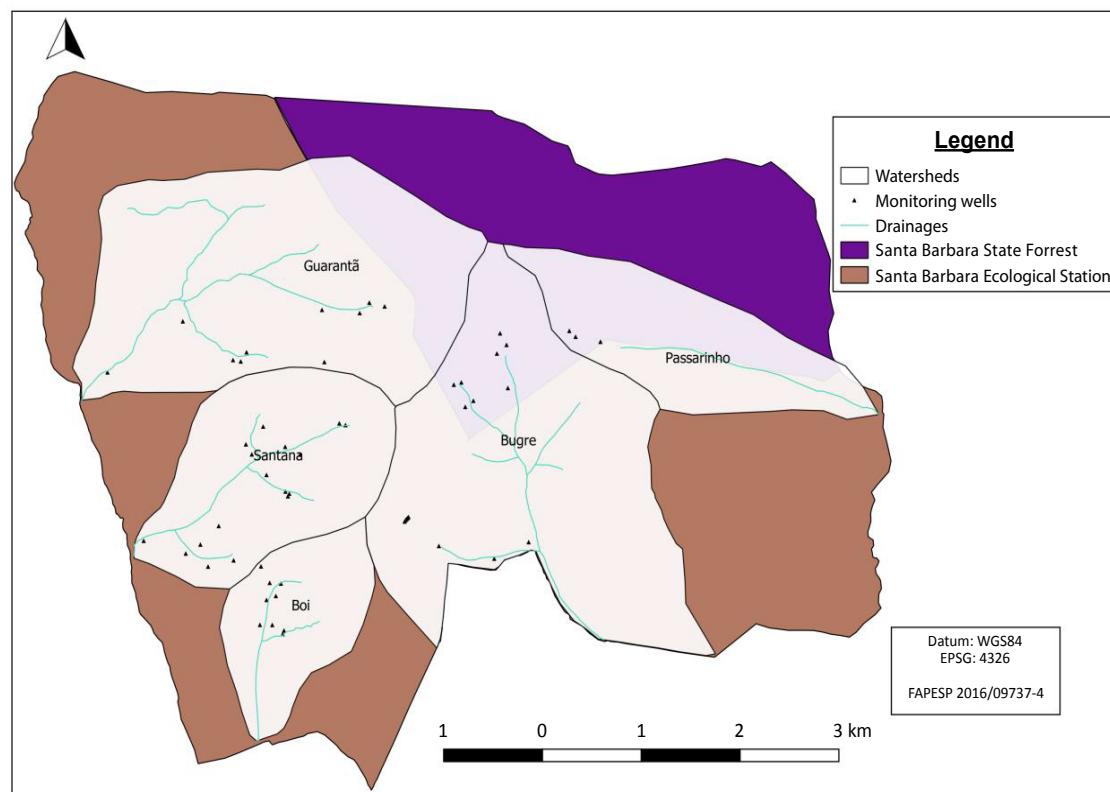 Legend
Watersheds
Monitoring wells
Drainages
Santa Barbara State Forrest
Santa Barbara Ecological Station
Guarantã
Passarinho
Bugre
Santana
Boi
Datum: WGS84
EPSG: 4326
FAPESP 2016/09737-4
1 0 1 2 3 km